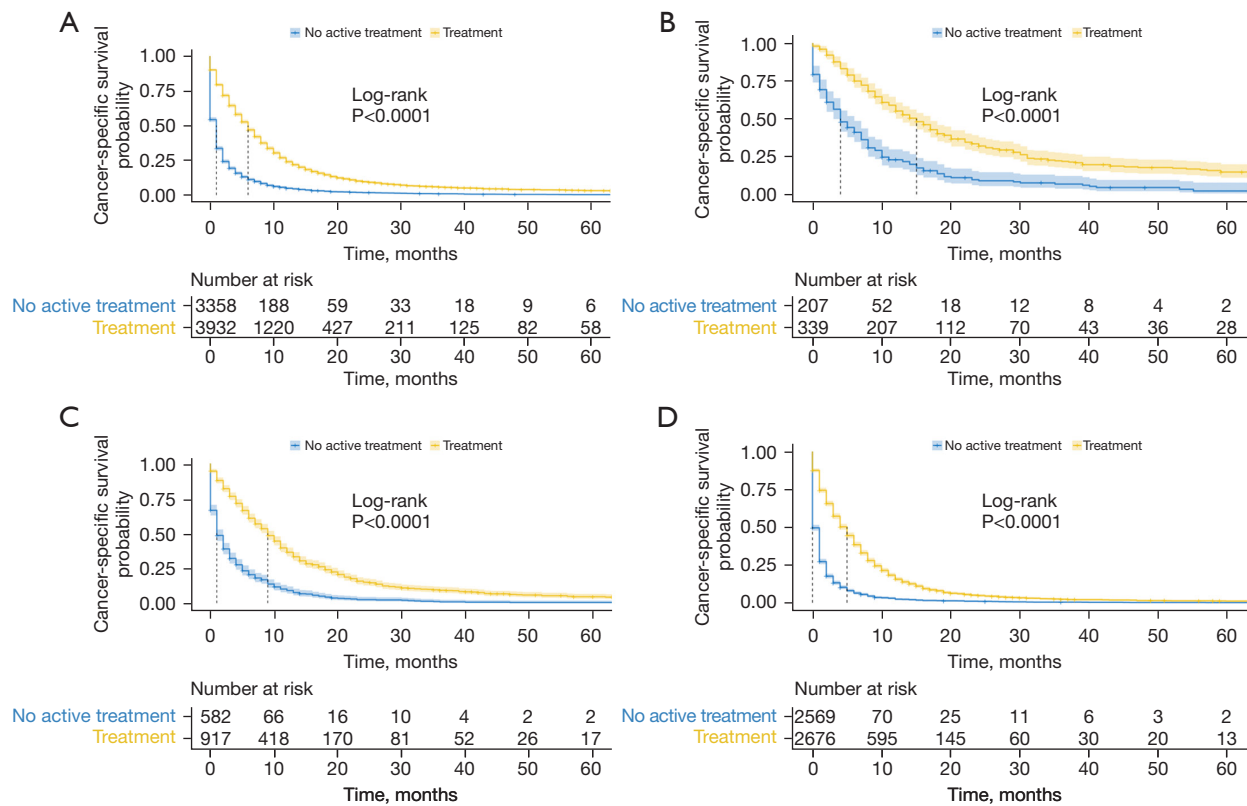 A
No active treatment Treatment
Cancer-specific survival
probability
1.00
0.75
0.50
0.25
0.00
Log-rank
P<0.0001
0 10 20 30 40 50 60
Time, months
Number at risk
No active treatment 3358 188 59 33 18 9 6
Treatment 3932 1220 427 211 125 82 58
0 10 20 30 40 50 60
Time, months
B
No active treatment Treatment
Cancer-specific survival
probability
1.00
0.75
0.50
0.25
0.00
Log-rank
P<0.0001
0 10 20 30 40 50 60
Time, months
Number at risk
No active treatment 207 52 18 12 8 4 2
Treatment 339 207 112 70 43 36 28
0 10 20 30 40 50 60
Time, months
C
No active treatment Treatment
Cancer-specific survival
probability
1.00
0.75
0.50
0.25
0.00
Log-rank
P<0.0001
0 10 20 30 40 50 60
Time, months
Number at risk
No active treatment 582 66 16 10 4 2 2
Treatment 917 418 170 81 52 26 17
0 10 20 30 40 50 60
Time, months
D
No active treatment Treatment
Cancer-specific survival
probability
1.00
0.75
0.50
0.25
0.00
Log-rank
P<0.0001
0 10 20 30 40 50 60
Time, months
Number at risk
No active treatment 2569 70 25 11 6 3 2
Treatment 2676 595 145 60 30 20 13
0 10 20 30 40 50 60
Time, months